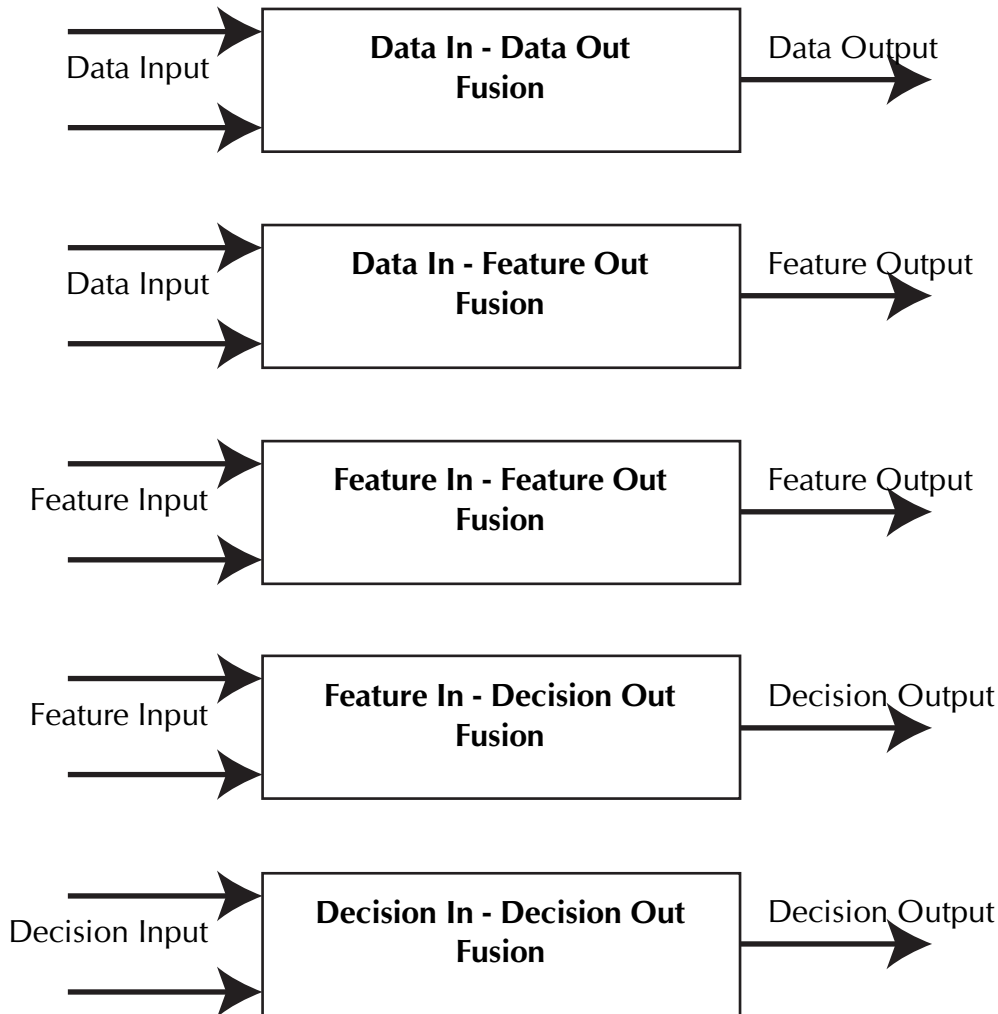 Data In - Data Out
Fusion
Data Input
Data Output
Data In - Feature Out
Fusion
Data Input
Feature Output
Feature In - Feature Out
Fusion
Feature Input
Feature Output
Feature In - Decision Out
Fusion
Feature Input
Decision Output
Decision In - Decision Out
Fusion
Decision Input
Decision Output